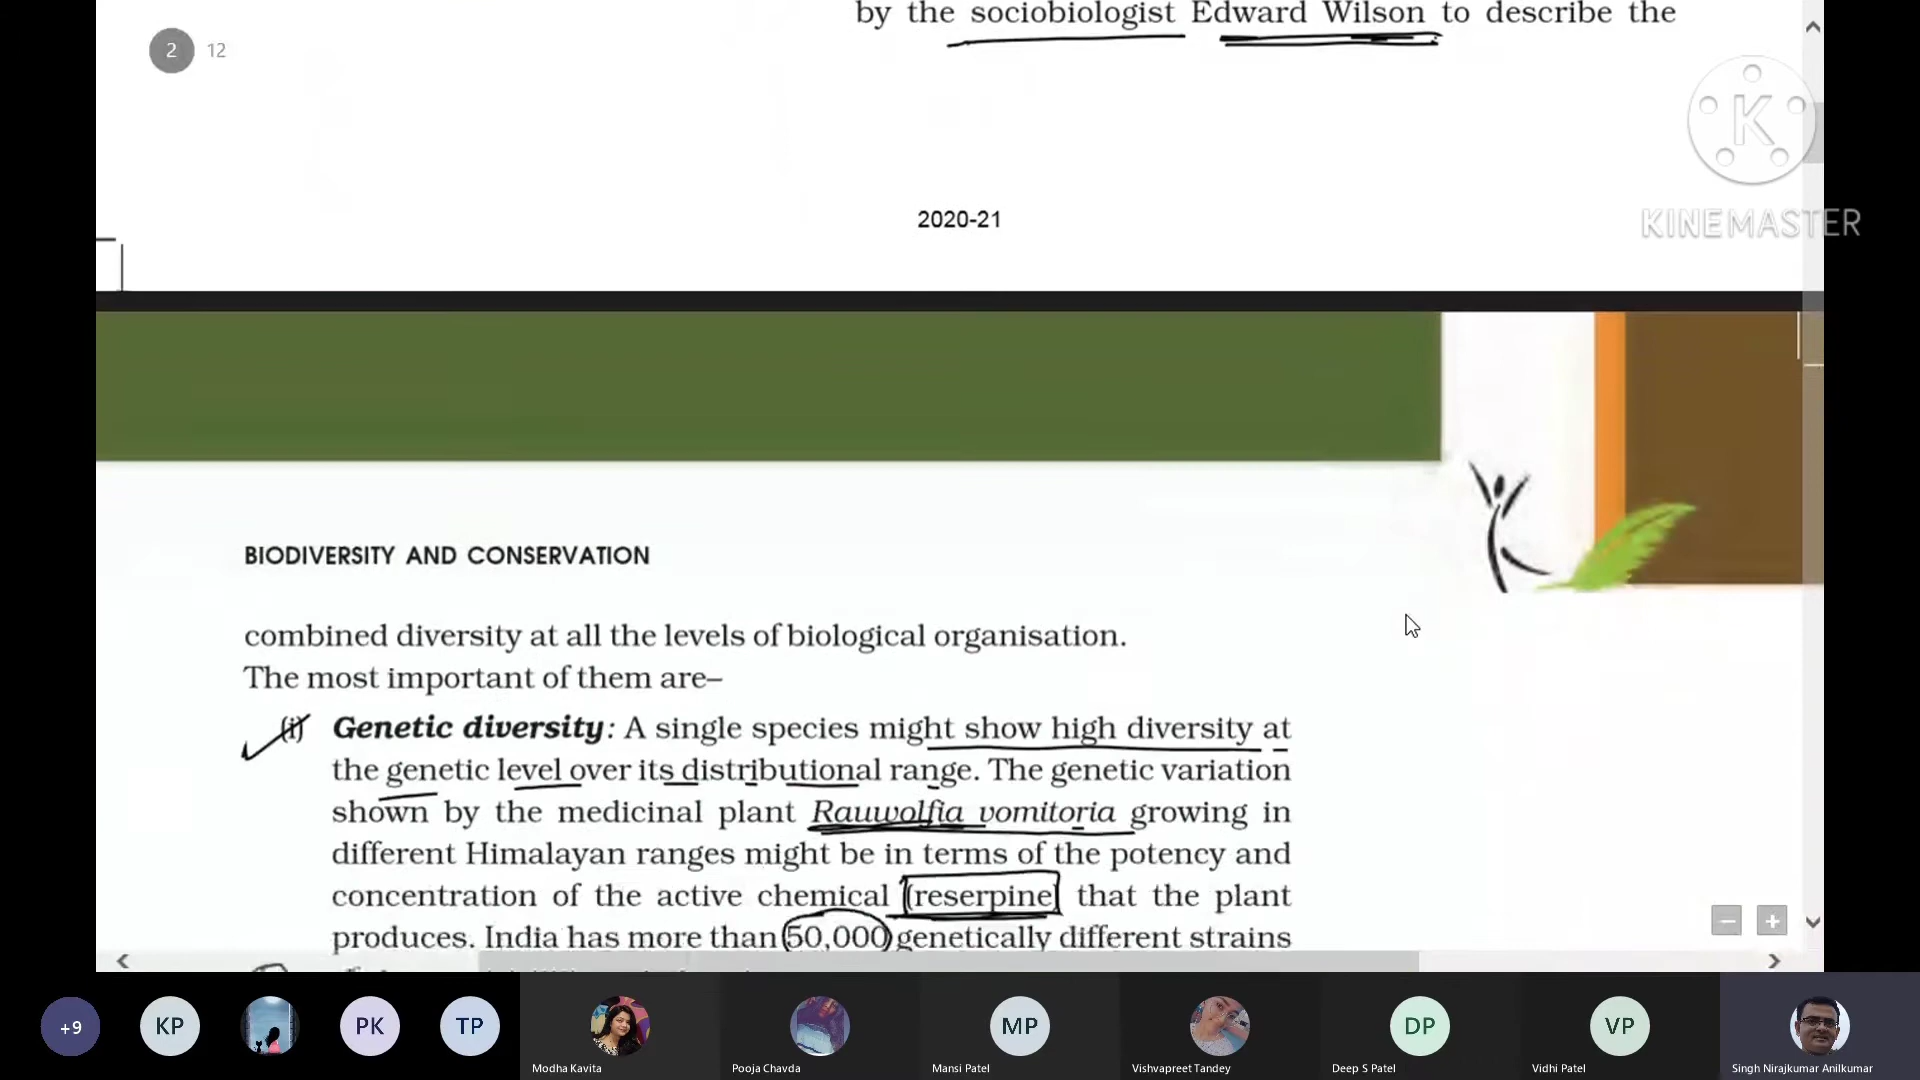 by the sociobiologist Edward Wilson to describe the
2 12
K
KINEMASTER
2020-21
BIODIVERSITY AND CONSERVATION
combined diversity at all the levels of biological organisation.
The most important of them are–
(i) Genetic diversity: A single species might show high diversity at
the genetic level over its distributional range. The genetic variation
shown by the medicinal plant Rauwolfia vomitoria growing in
different Himalayan ranges might be in terms of the potency and
concentration of the active chemical (reserpine) that the plant
produces. India has more than 50,000 genetically different strains
+9 KP PK TP MP DP VP
Modha Kavita Pooja Chavda Mansi Patel Vishvapreet Tandey Deep S Patel Vidhi Patel Singh Nirajkumar Anilkumar